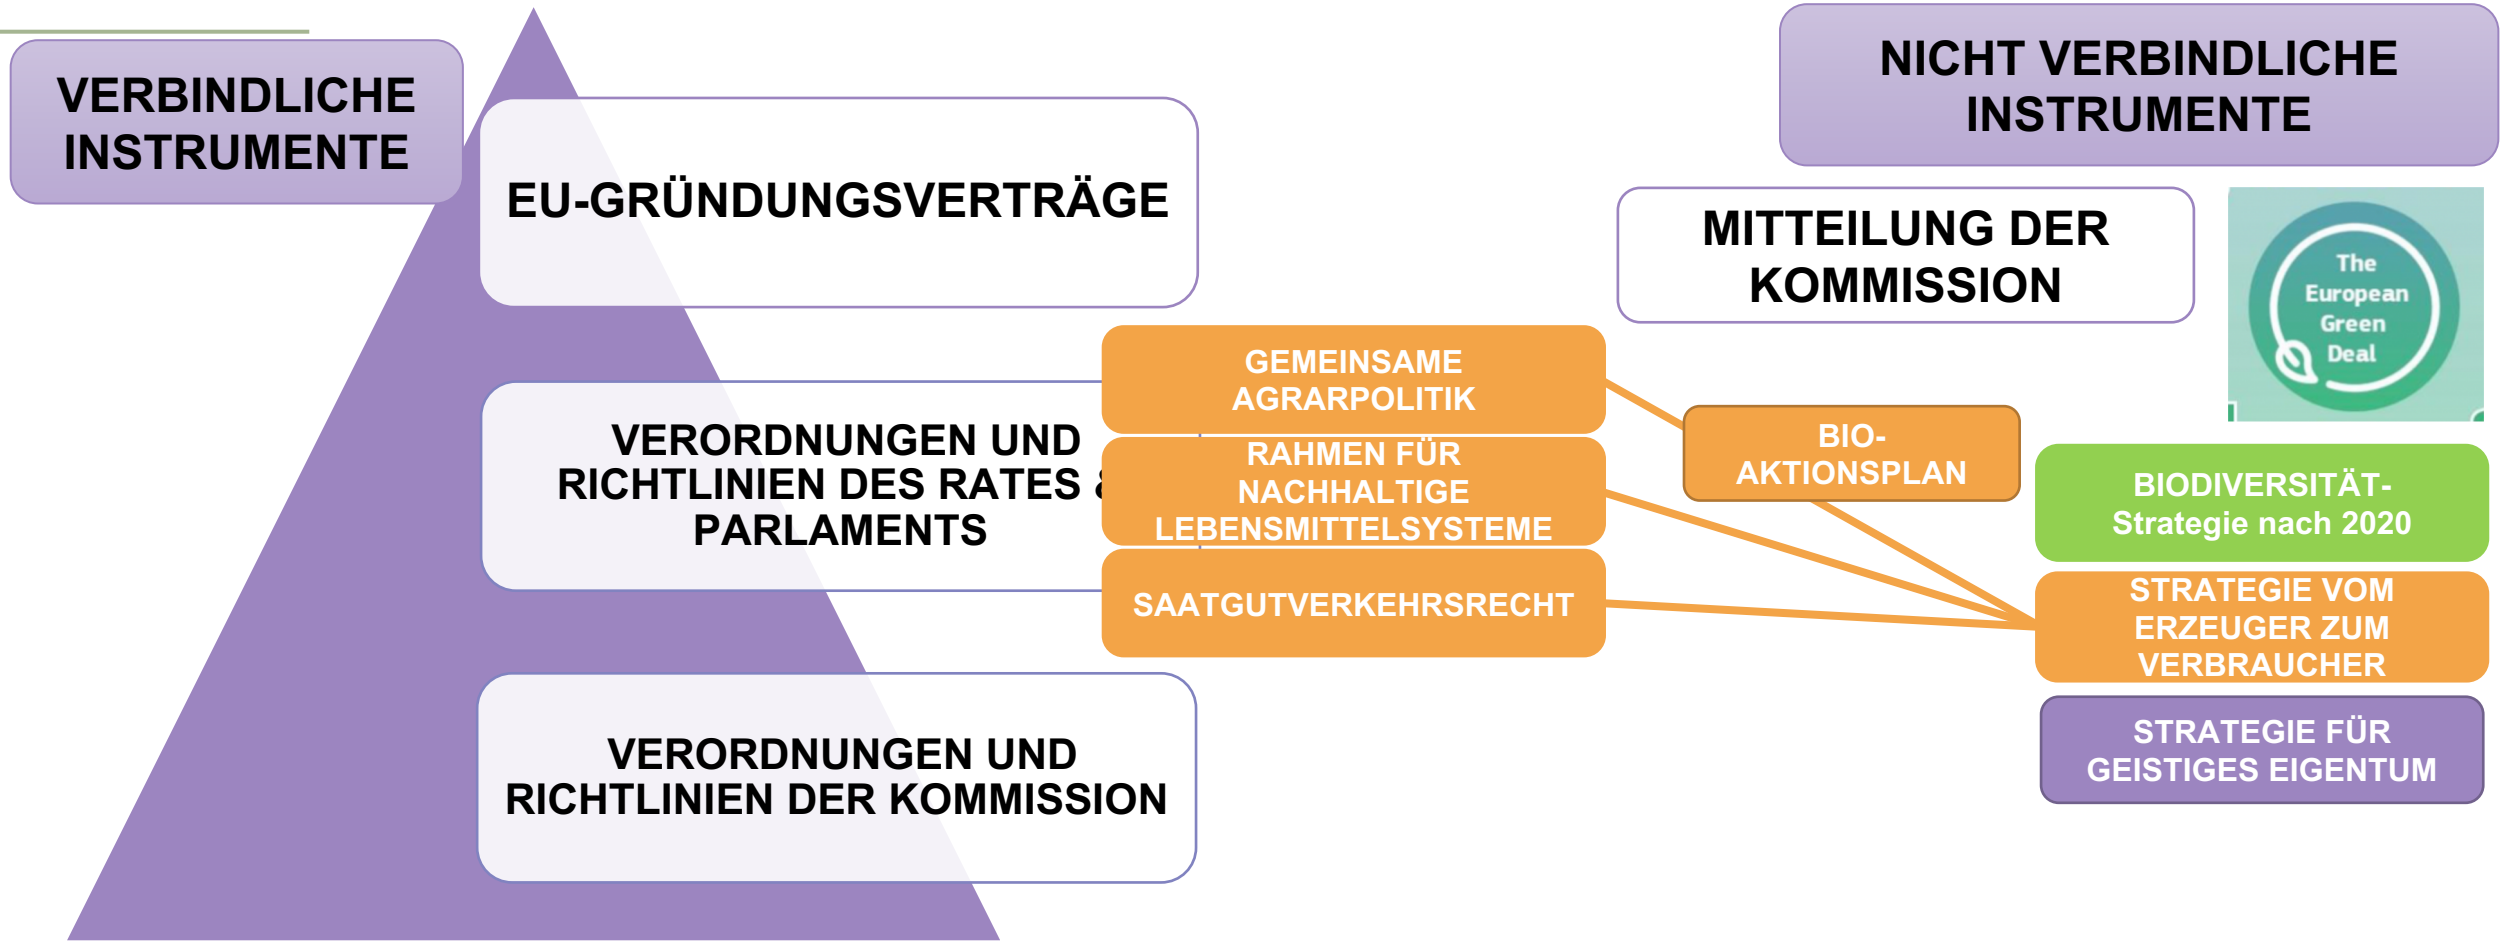 VERBINDLICHE
INSTRUMENTE
EU-GRÜNDUNGSVERTRÄGE
VERORDNUNGEN UND
RICHTLINIEN DES RATES &
PARLAMENTS
VERORDNUNGEN UND
RICHTLINIEN DER KOMMISSION
GEMEINSAME
AGRARPOLITIK
RAHMEN FÜR
NACHHALTIGE
LEBENSMITTELSYSTEME
SAATGUTVERKEHRSRECHT
NICHT VERBINDLICHE
INSTRUMENTE
MITTEILUNG DER
KOMMISSION
The
European
Green
Deal
BIO-
AKTIONSPLAN
BIODIVERSITÄT-
Strategie nach 2020
STRATEGIE VOM
ERZEUGER ZUM
VERBRAUCHER
STRATEGIE FÜR
GEISTIGES EIGENTUM